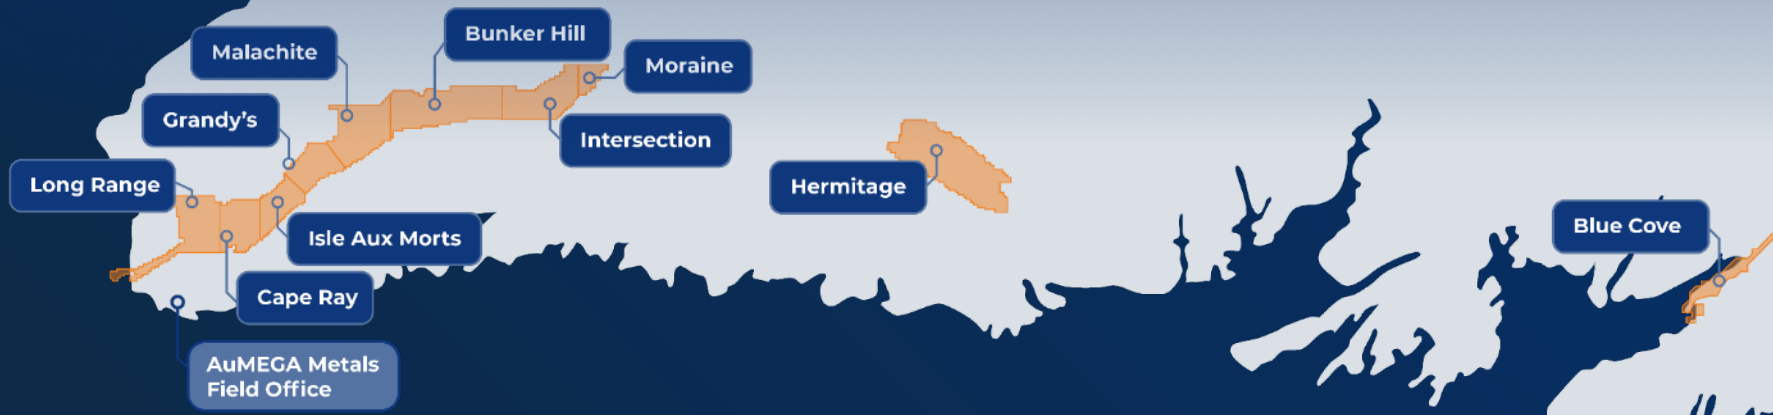 Bunker Hill
Malachite
Moraine
Grandy's
Intersection
Long Range
Hermitage
Isle Aux Morts
Blue Cove
Cape Ray
AuMEGA Metals
Field Office